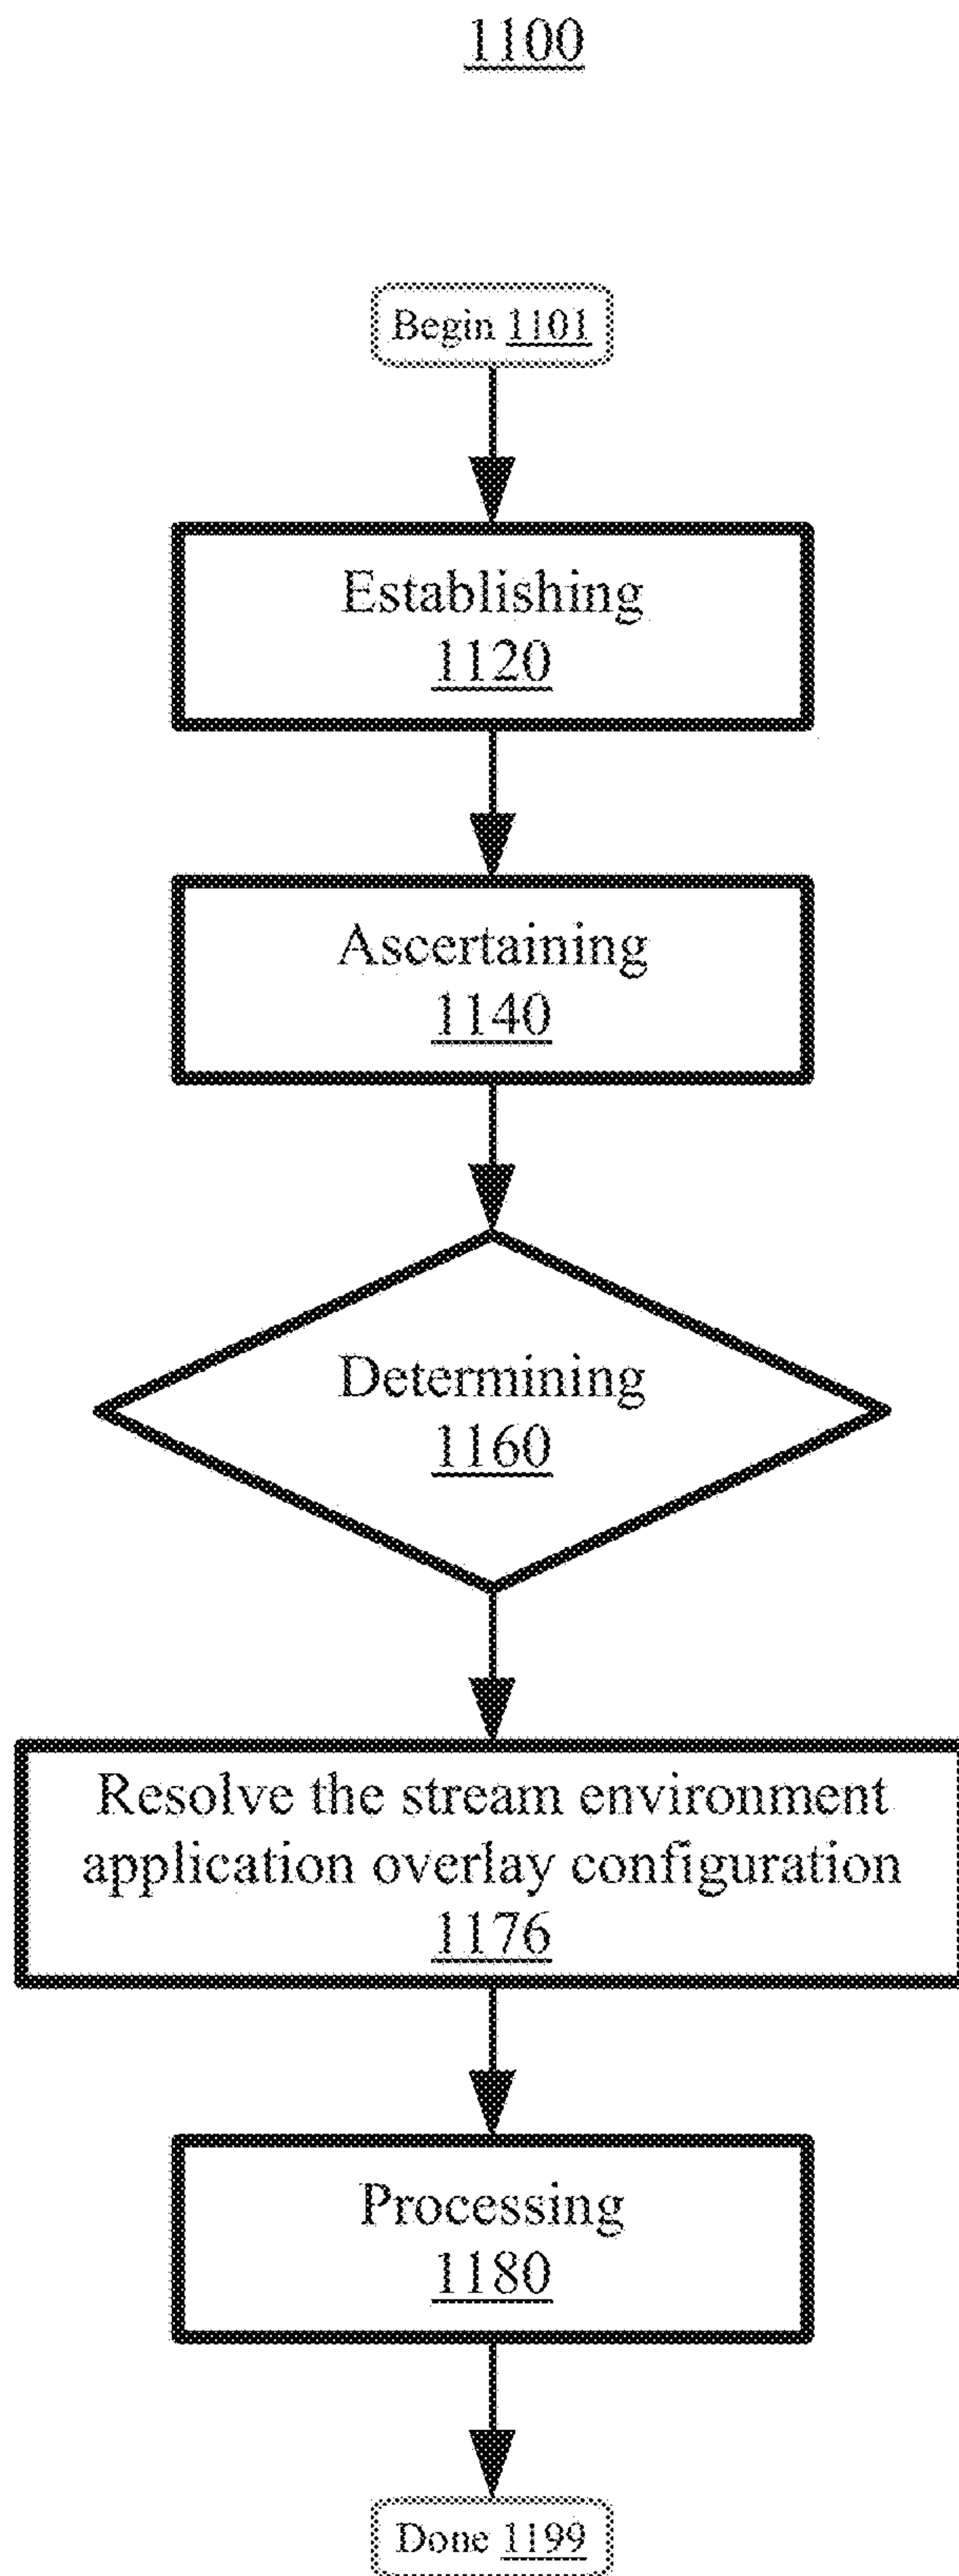 1100
Begin 1101
Establishing
1120
Ascertaining
1140
Determining
1160
Resolve the stream environment
application overlay configuration
1176
Processing
1180
Done 1199